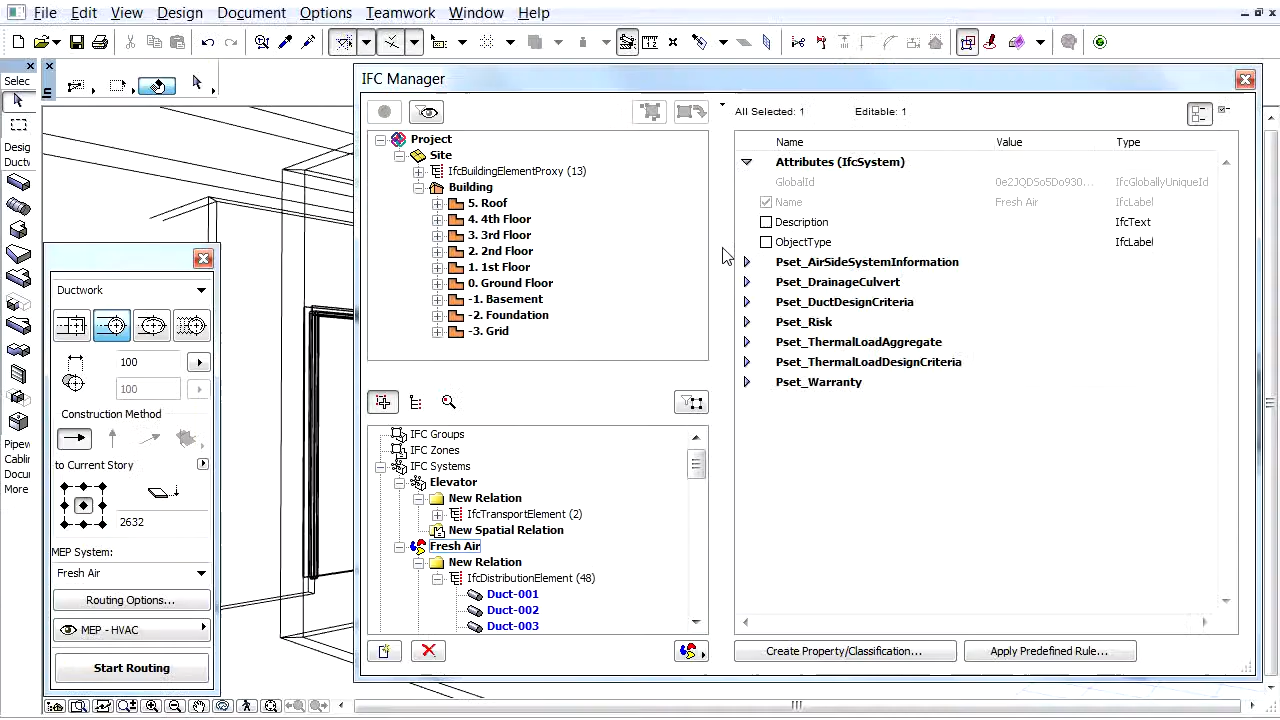 File Edit View Design Document Options Teamwork Window Help
Selec
Desig
Ductv
Pipew
Cablin
Docur
More
Ductwork
100
100
Construction Method
to Current Story
2632
MEP System:
Fresh Air
Routing Options...
MEP - HVAC
Start Routing
IFC Manager
Project
Site
IfcBuildingElementProxy (13)
Building
5. Roof
4. 4th Floor
3. 3rd Floor
2. 2nd Floor
1. 1st Floor
0. Ground Floor
-1. Basement
-2. Foundation
-3. Grid
IFC Groups
IFC Zones
IFC Systems
Elevator
New Relation
IfcTransportElement (2)
New Spatial Relation
Fresh Air
New Relation
IfcDistributionElement (48)
Duct-001
Duct-002
Duct-003
All Selected: 1 Editable: 1
Name Value Type
Attributes (IfcSystem)
GlobalId 0e2JQDSo5Do930... IfcGloballyUniqueId
Name Fresh Air IfcLabel
Description IfcText
ObjectType IfcLabel
Pset_AirSideSystemInformation
Pset_DrainageCulvert
Pset_DuctDesignCriteria
Pset_Risk
Pset_ThermalLoadAggregate
Pset_ThermalLoadDesignCriteria
Pset_Warranty
Create Property/Classification... Apply Predefined Rule...